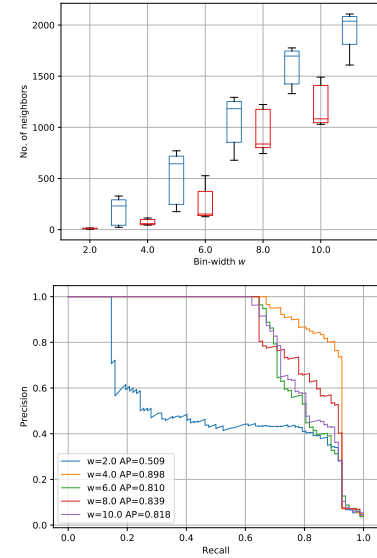 2000
1500
1000
500
0
No. of neighbors
2.0 4.0 6.0 8.0 10.0
Bin-width w
1.0
0.8
0.6
0.4
0.2
0.0
Precision
w=2.0 AP=0.509
w=4.0 AP=0.898
w=6.0 AP=0.810
w=8.0 AP=0.839
w=10.0 AP=0.818
0.0 0.2 0.4 0.6 0.8 1.0
Recall